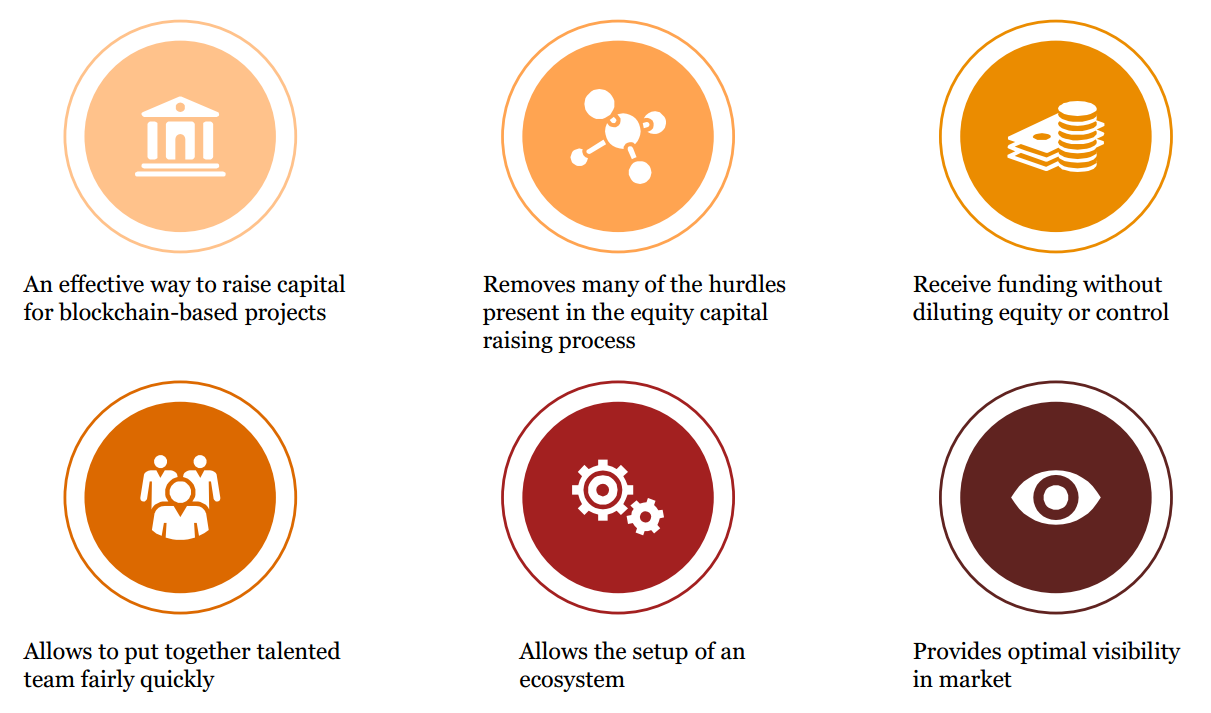 An effective way to raise capital
for blockchain-based projects
Removes many of the hurdles
present in the equity capital
raising process
Receive funding without
diluting equity or control
Allows to put together talented
team fairly quickly
Allows the setup of an
ecosystem
Provides optimal visibility
in market